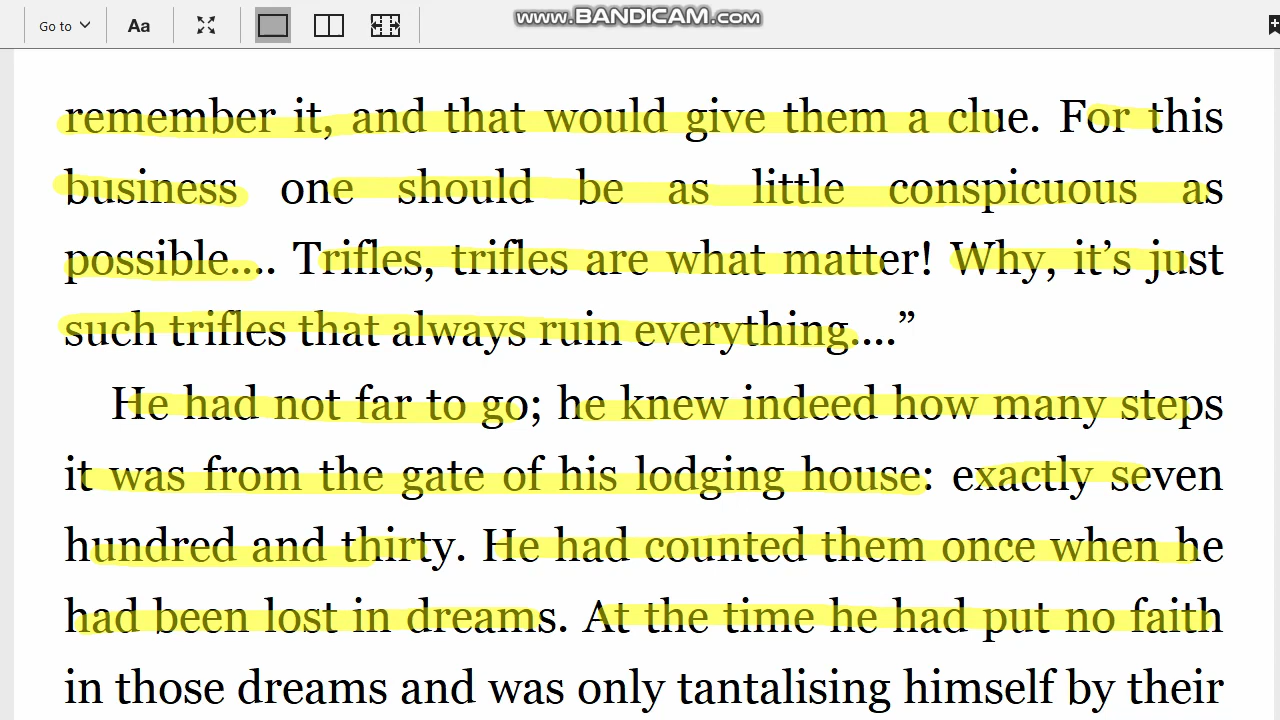 Go to Aa www.BANDICAM.com
remember it, and that would give them a clue. For this
business one should be as little conspicuous as
possible.... Trifles, trifles are what matter! Why, it’s just
such trifles that always ruin everything....”
He had not far to go; he knew indeed how many steps
it was from the gate of his lodging house: exactly seven
hundred and thirty. He had counted them once when he
had been lost in dreams. At the time he had put no faith
in those dreams and was only tantalising himself by their